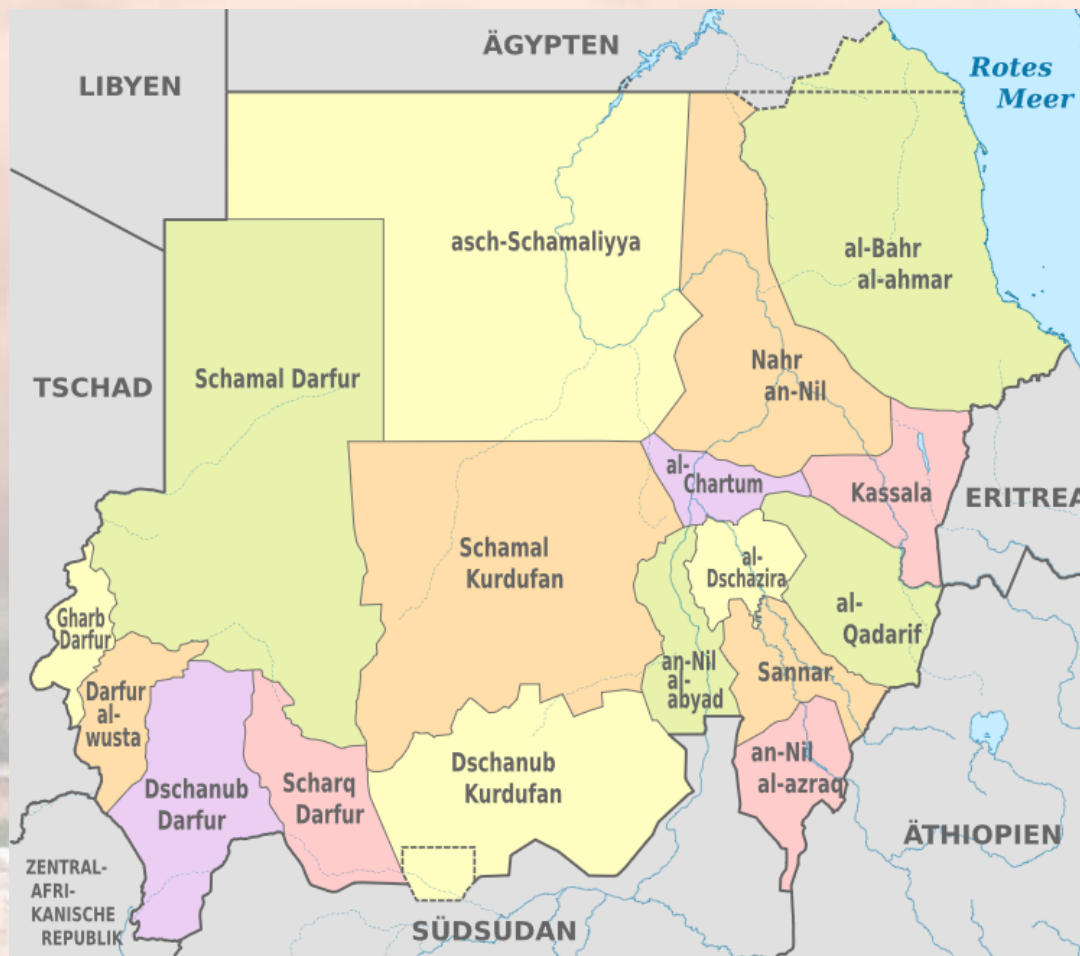 ÄGYPTEN
LIBYEN
Rotes
Meer
asch-Schamaliyya
al-Bahr
al-ahmar
TSCHAD
Schamal Darfur
Nahr
an-Nil
al-
Chartum
Kassala
ERITREA
Schamal
Kurdufan
al-
Dschazira
al-
Qadarif
Gharb
Darfur
an-Nil
al-
abyad
Sannar
Darfur
al-
wusta
Dschanub
Darfur
Scharq
Darfur
Dschanub
Kurdufan
an-Nil
al-azraq
ÄTHIOPIEN
ZENTRAL-
AFRI-
KANISCHE
REPUBLIK
SÜDSUDAN